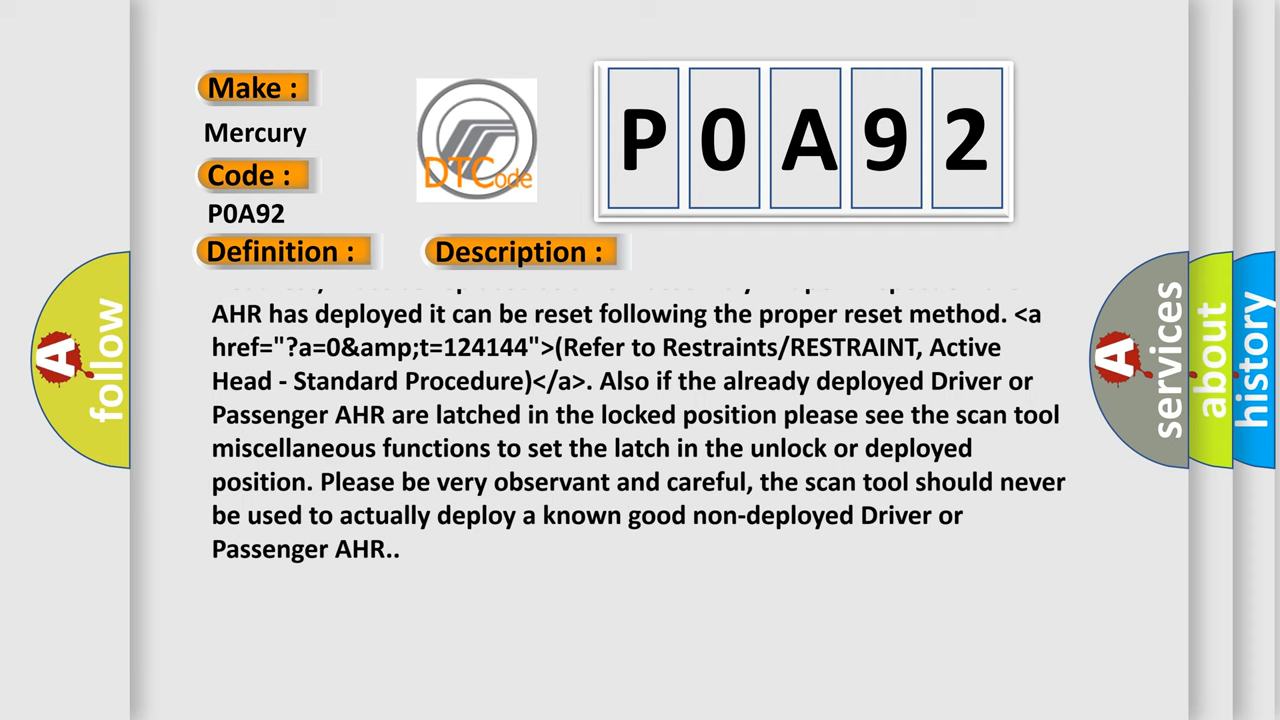 Make :
Mercury
Code :
P0A92
DTCode
P0A92
Definition :
Description :
AHR has deployed it can be reset following the proper reset method. <a
href="?a=0&amp;t=124144">(Refer to Restraints/RESTRAINT, Active
Head - Standard Procedure)</a>. Also if the already deployed Driver or
Passenger AHR are latched in the locked position please see the scan tool
miscellaneous functions to set the latch in the unlock or deployed
position. Please be very observant and careful, the scan tool should never
be used to actually deploy a known good non-deployed Driver or
Passenger AHR..
A
follow
A
services
about
history